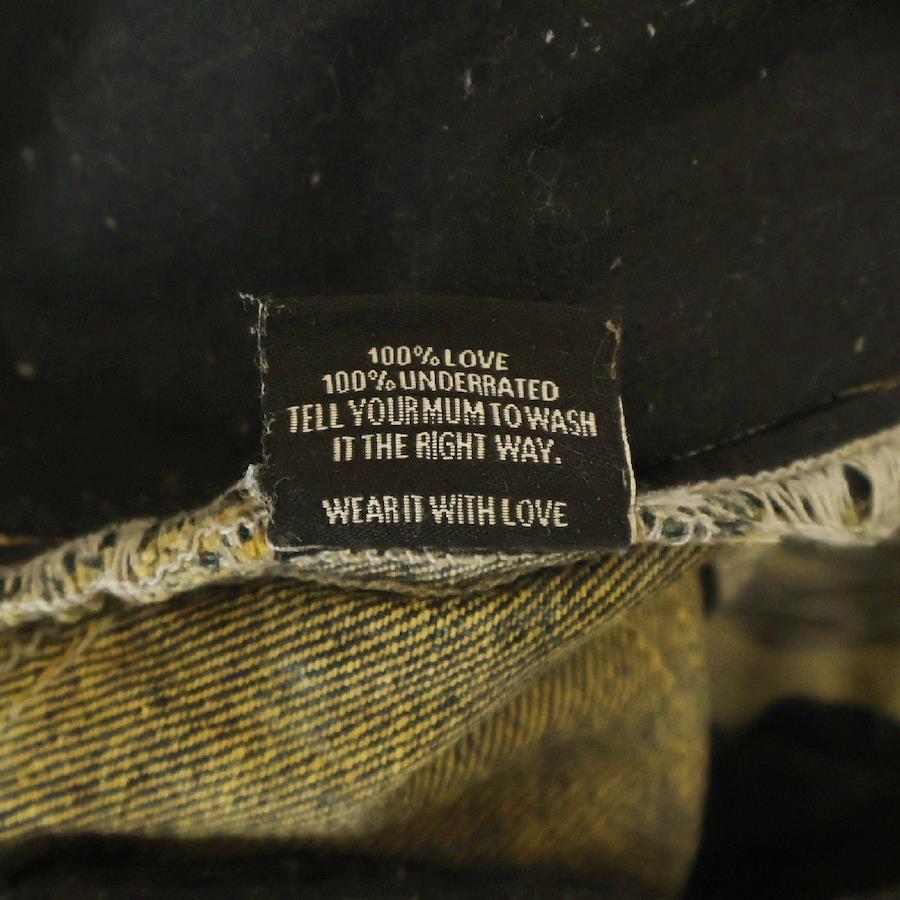 100% LOVE
100% UNDERRATED
TELL YOUR MUM TO WASH
IT THE RIGHT WAY.
WEAR IT WITH LOVE